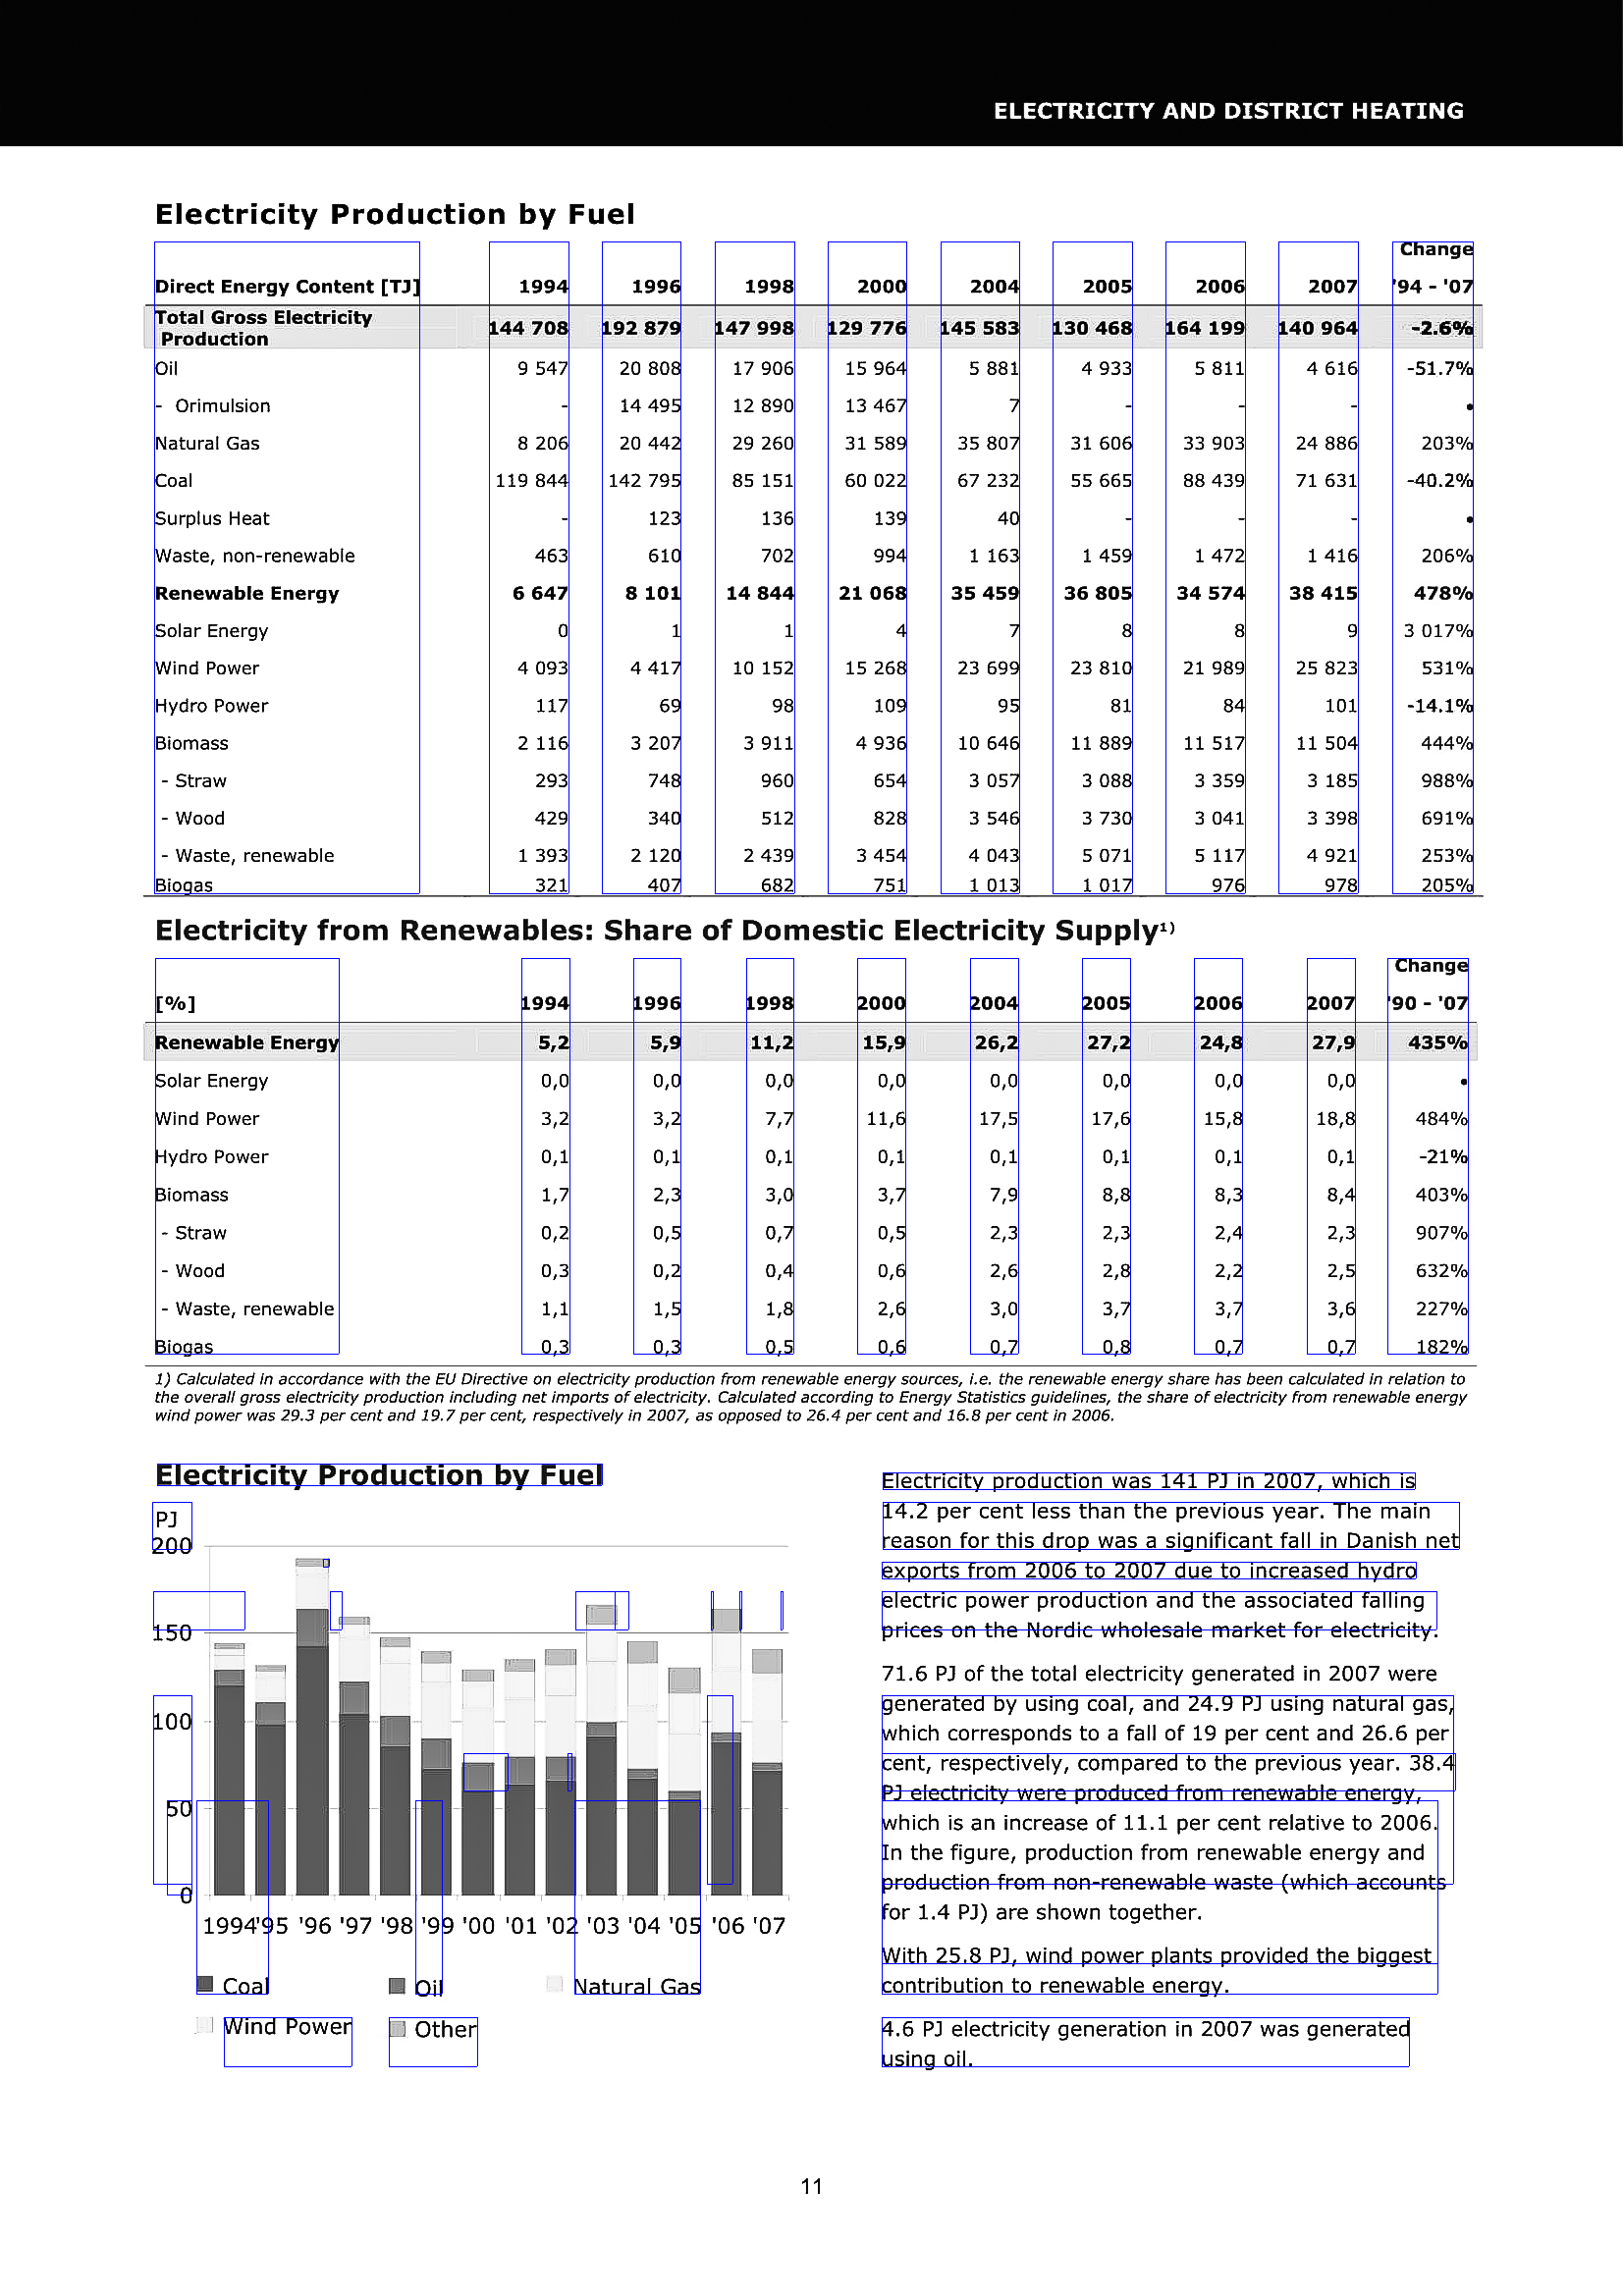 ELECTRICITY AND DISTRICT HEATING
Electricity Production by Fuel
Change
Direct Energy Content [TJ] 1994 1996 1998 2000 2004 2005 2006 2007 '94 - '07
Total Gross Electricity
Production 144 708 192 879 147 998 129 776 145 583 130 468 164 199 140 964 -2.6%
Oil 9 547 20 808 17 906 15 964 5 881 4 933 5 811 4 616 -51.7%
- Orimulsion - 14 495 12 890 13 467 7 - - - •
Natural Gas 8 206 20 442 29 260 31 589 35 807 31 606 33 903 24 886 203%
Coal 119 844 142 795 85 151 60 022 67 232 55 665 88 439 71 631 -40.2%
Surplus Heat - 123 136 139 40 - - - •
Waste, non-renewable 463 610 702 994 1 163 1 459 1 472 1 416 206%
Renewable Energy 6 647 8 101 14 844 21 068 35 459 36 805 34 574 38 415 478%
Solar Energy 0 1 1 4 7 8 8 9 3 017%
Wind Power 4 093 4 417 10 152 15 268 23 699 23 810 21 989 25 823 531%
Hydro Power 117 69 98 109 95 81 84 101 -14.1%
Biomass 2 116 3 207 3 911 4 936 10 646 11 889 11 517 11 504 444%
- Straw 293 748 960 654 3 057 3 088 3 359 3 185 988%
- Wood 429 340 512 828 3 546 3 730 3 041 3 398 691%
- Waste, renewable 1 393 2 120 2 439 3 454 4 043 5 071 5 117 4 921 253%
Biogas 321 407 682 751 1 013 1 017 976 978 205%
Electricity from Renewables: Share of Domestic Electricity Supply1)
Change
[%] 1994 1996 1998 2000 2004 2005 2006 2007 '90 - '07
Renewable Energy 5,2 5,9 11,2 15,9 26,2 27,2 24,8 27,9 435%
Solar Energy 0,0 0,0 0,0 0,0 0,0 0,0 0,0 0,0 •
Wind Power 3,2 3,2 7,7 11,6 17,5 17,6 15,8 18,8 484%
Hydro Power 0,1 0,1 0,1 0,1 0,1 0,1 0,1 0,1 -21%
Biomass 1,7 2,3 3,0 3,7 7,9 8,8 8,3 8,4 403%
- Straw 0,2 0,5 0,7 0,5 2,3 2,3 2,4 2,3 907%
- Wood 0,3 0,2 0,4 0,6 2,6 2,8 2,2 2,5 632%
- Waste, renewable 1,1 1,5 1,8 2,6 3,0 3,7 3,7 3,6 227%
Biogas 0,3 0,3 0,5 0,6 0,7 0,8 0,7 0,7 182%
1) Calculated in accordance with the EU Directive on electricity production from renewable energy sources, i.e. the renewable energy share has been calculated in relation to
the overall gross electricity production including net imports of electricity. Calculated according to Energy Statistics guidelines, the share of electricity from renewable energy
wind power was 29.3 per cent and 19.7 per cent, respectively in 2007, as opposed to 26.4 per cent and 16.8 per cent in 2006.
Electricity Production by Fuel
PJ
200
150
100
50
0
1994 '95 '96 '97 '98 '99 '00 '01 '02 '03 '04 '05 '06 '07
Coal Oil Natural Gas
Wind Power Other
Electricity production was 141 PJ in 2007, which is
14.2 per cent less than the previous year. The main
reason for this drop was a significant fall in Danish net
exports from 2006 to 2007 due to increased hydro
electric power production and the associated falling
prices on the Nordic wholesale market for electricity.
71.6 PJ of the total electricity generated in 2007 were
generated by using coal, and 24.9 PJ using natural gas,
which corresponds to a fall of 19 per cent and 26.6 per
cent, respectively, compared to the previous year. 38.4
PJ electricity were produced from renewable energy,
which is an increase of 11.1 per cent relative to 2006.
In the figure, production from renewable energy and
production from non-renewable waste (which accounts
for 1.4 PJ) are shown together.
With 25.8 PJ, wind power plants provided the biggest
contribution to renewable energy.
4.6 PJ electricity generation in 2007 was generated
using oil.
11